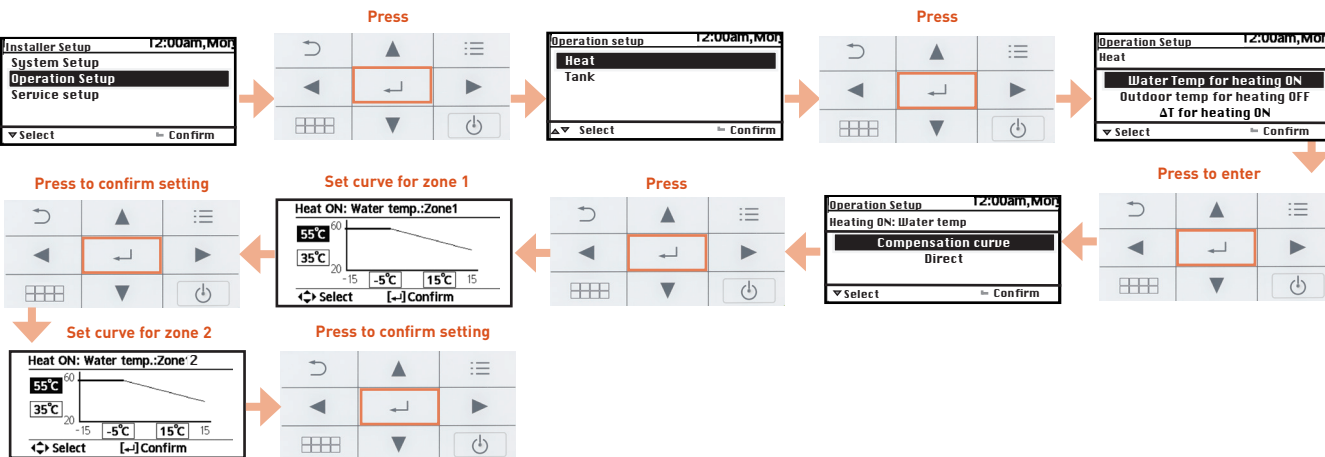 Press
Press
Installer Setup 12:00am,Mon
System Setup
Operation Setup
Service setup
Select Confirm
Operation setup 12:00am,Mon
Heat
Tank
Select Confirm
Operation Setup 12:00am,Mon
Heat
Water Temp for heating ON
Outdoor temp for heating OFF
ΔT for heating ON
Select Confirm
Press to enter
Operation Setup 12:00am,Mon
Heating ON: Water temp
Compensation curve
Direct
Select Confirm
Press
Set curve for zone 1
Heat ON: Water temp.:Zone1
55°C 60
35°C
20
-15 -5°C 15°C 15
Select [↵]Confirm
Press to confirm setting
Set curve for zone 2
Heat ON: Water temp.:Zone'2
55°C 60
35°C
20
-15 -5°C 15°C 15
Select [↵]Confirm
Press to confirm setting